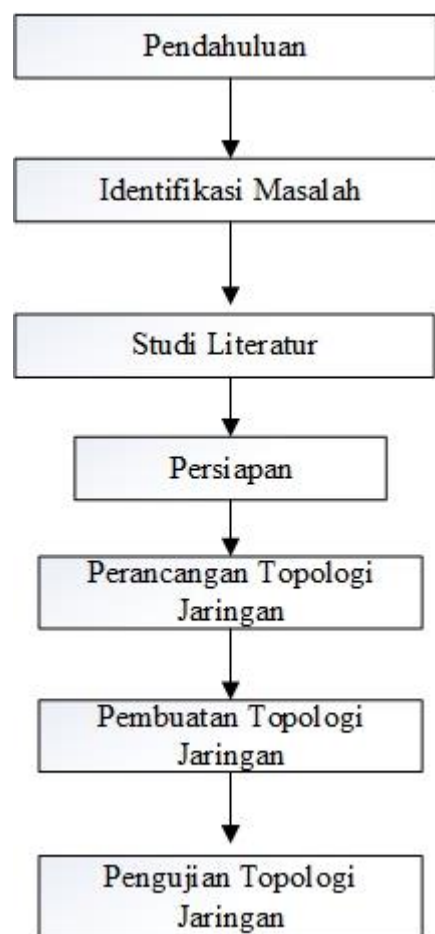 Pendahuluan
Identifikasi Masalah
Studi Literatur
Persiapan
Perancangan Topologi
Jaringan
Pembuatan Topologi
Jaringan
Pengujian Topologi
Jaringan